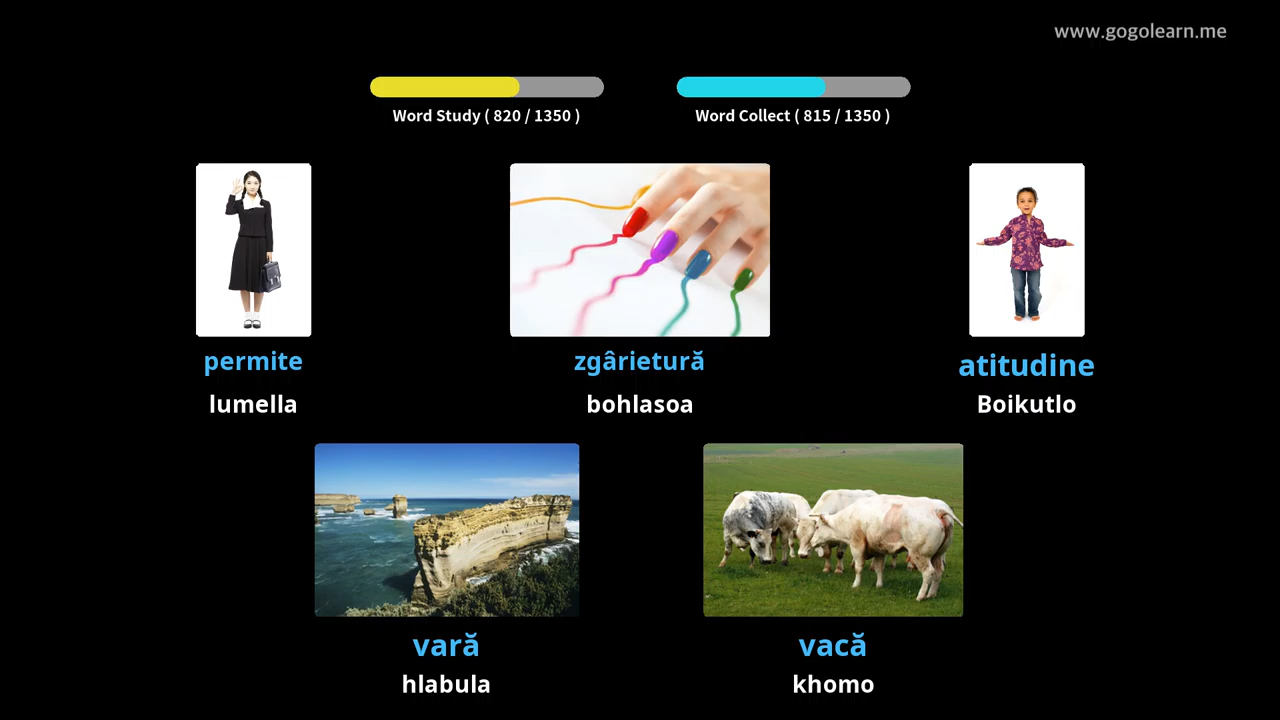 www.gogolearn.me
Word Study ( 820 / 1350 )
Word Collect ( 815 / 1350 )
permite
lumella
zgârietură
bohlasoa
atitudine
Boikutlo
vară
hlabula
vacă
khomo